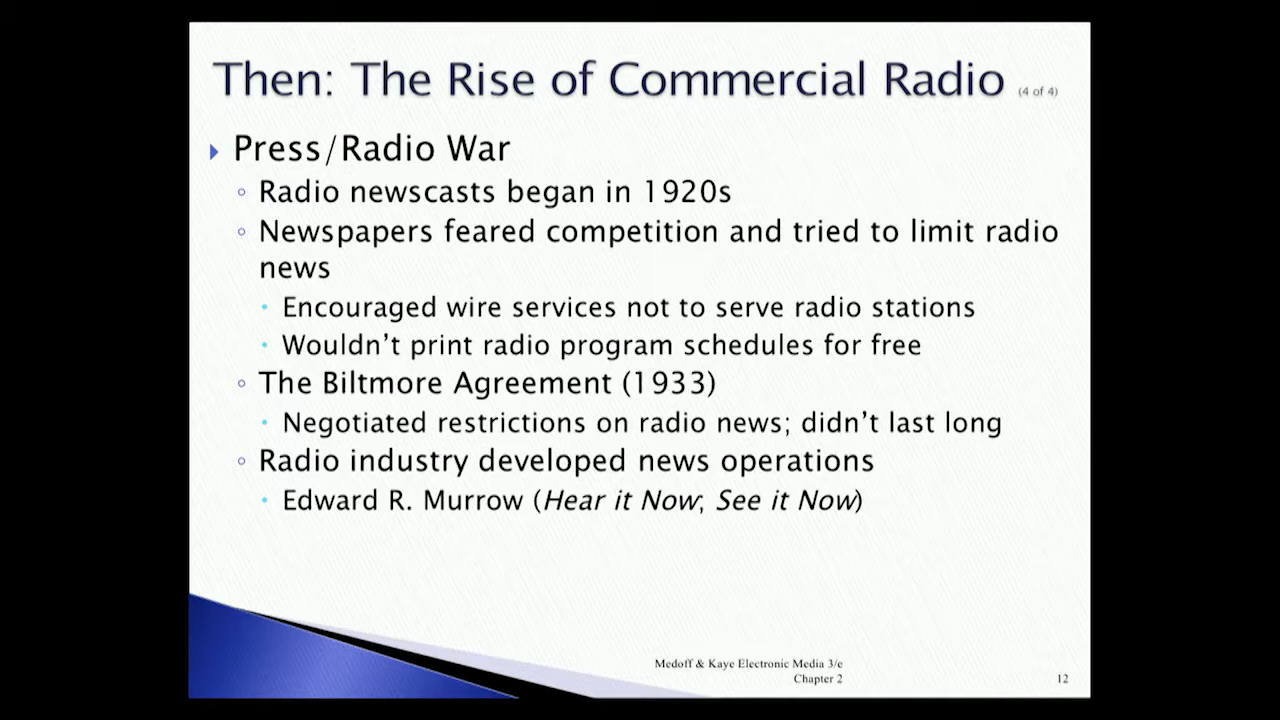 Then: The Rise of Commercial Radio (4 of 4)
Press/Radio War
Radio newscasts began in 1920s
Newspapers feared competition and tried to limit radio
news
Encouraged wire services not to serve radio stations
Wouldn’t print radio program schedules for free
The Biltmore Agreement (1933)
Negotiated restrictions on radio news; didn’t last long
Radio industry developed news operations
Edward R. Murrow (Hear it Now; See it Now)
Medoff & Kaye Electronic Media 3/e
Chapter 2
12